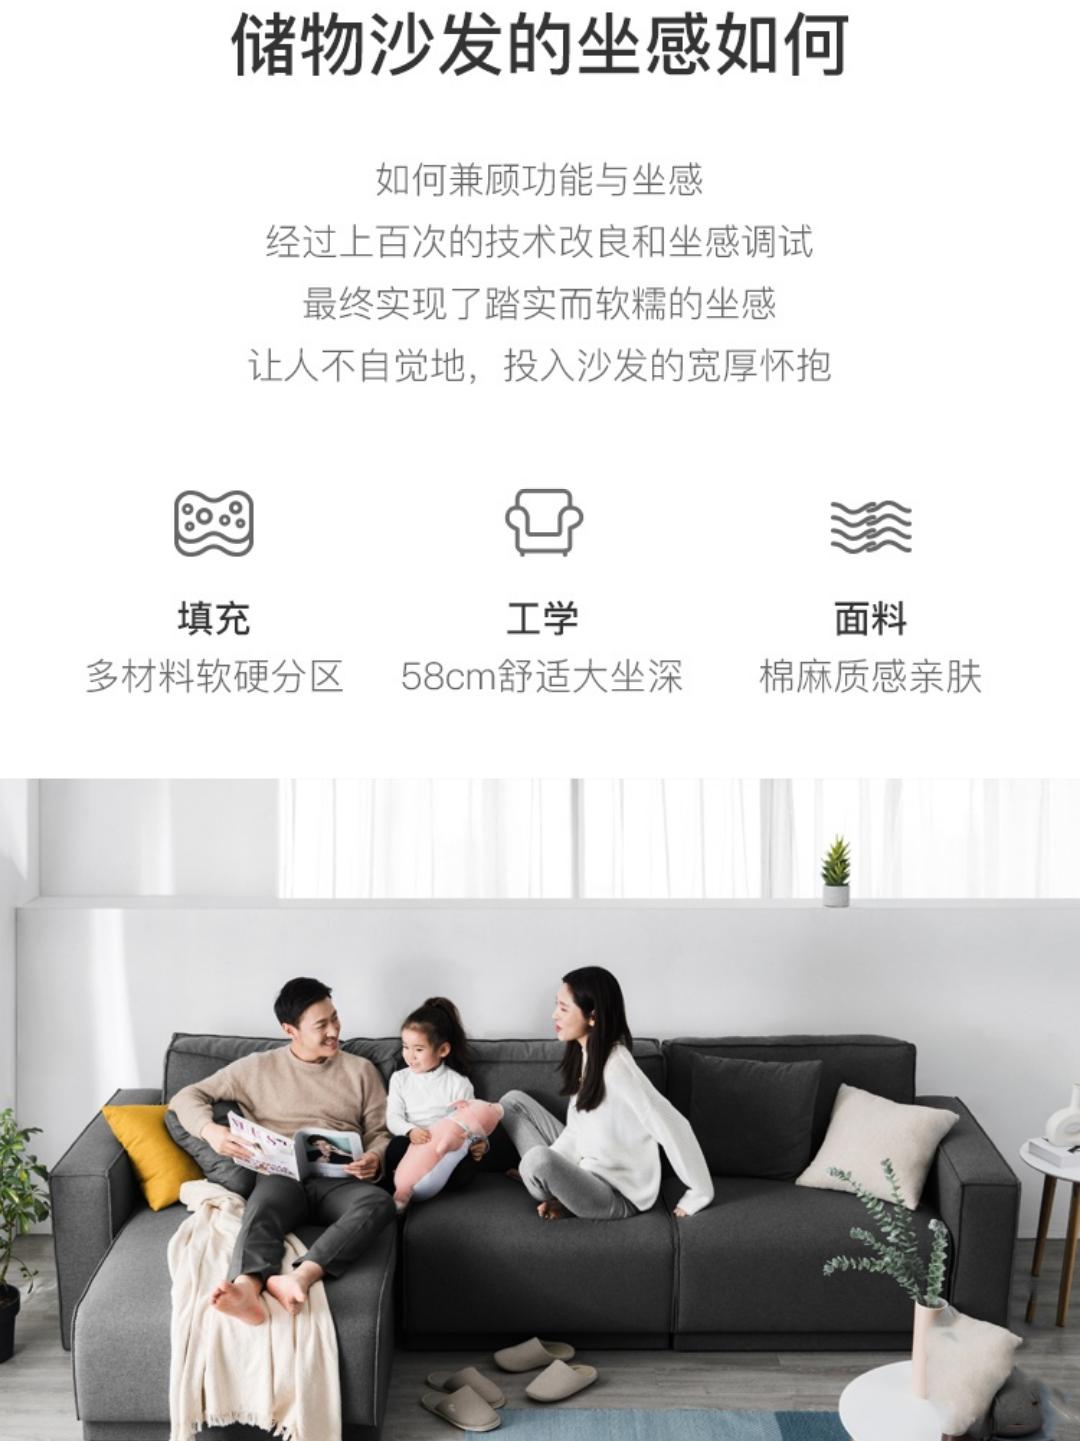 储物沙发的坐感如何
如何兼顾功能与坐感
经过上百次的技术改良和坐感调试
最终实现了踏实而软糯的坐感
让人不自觉地，投入沙发的宽厚怀抱
填充
工学
面料
多材料软硬分区
58cm舒适大坐深
棉麻质感亲肤